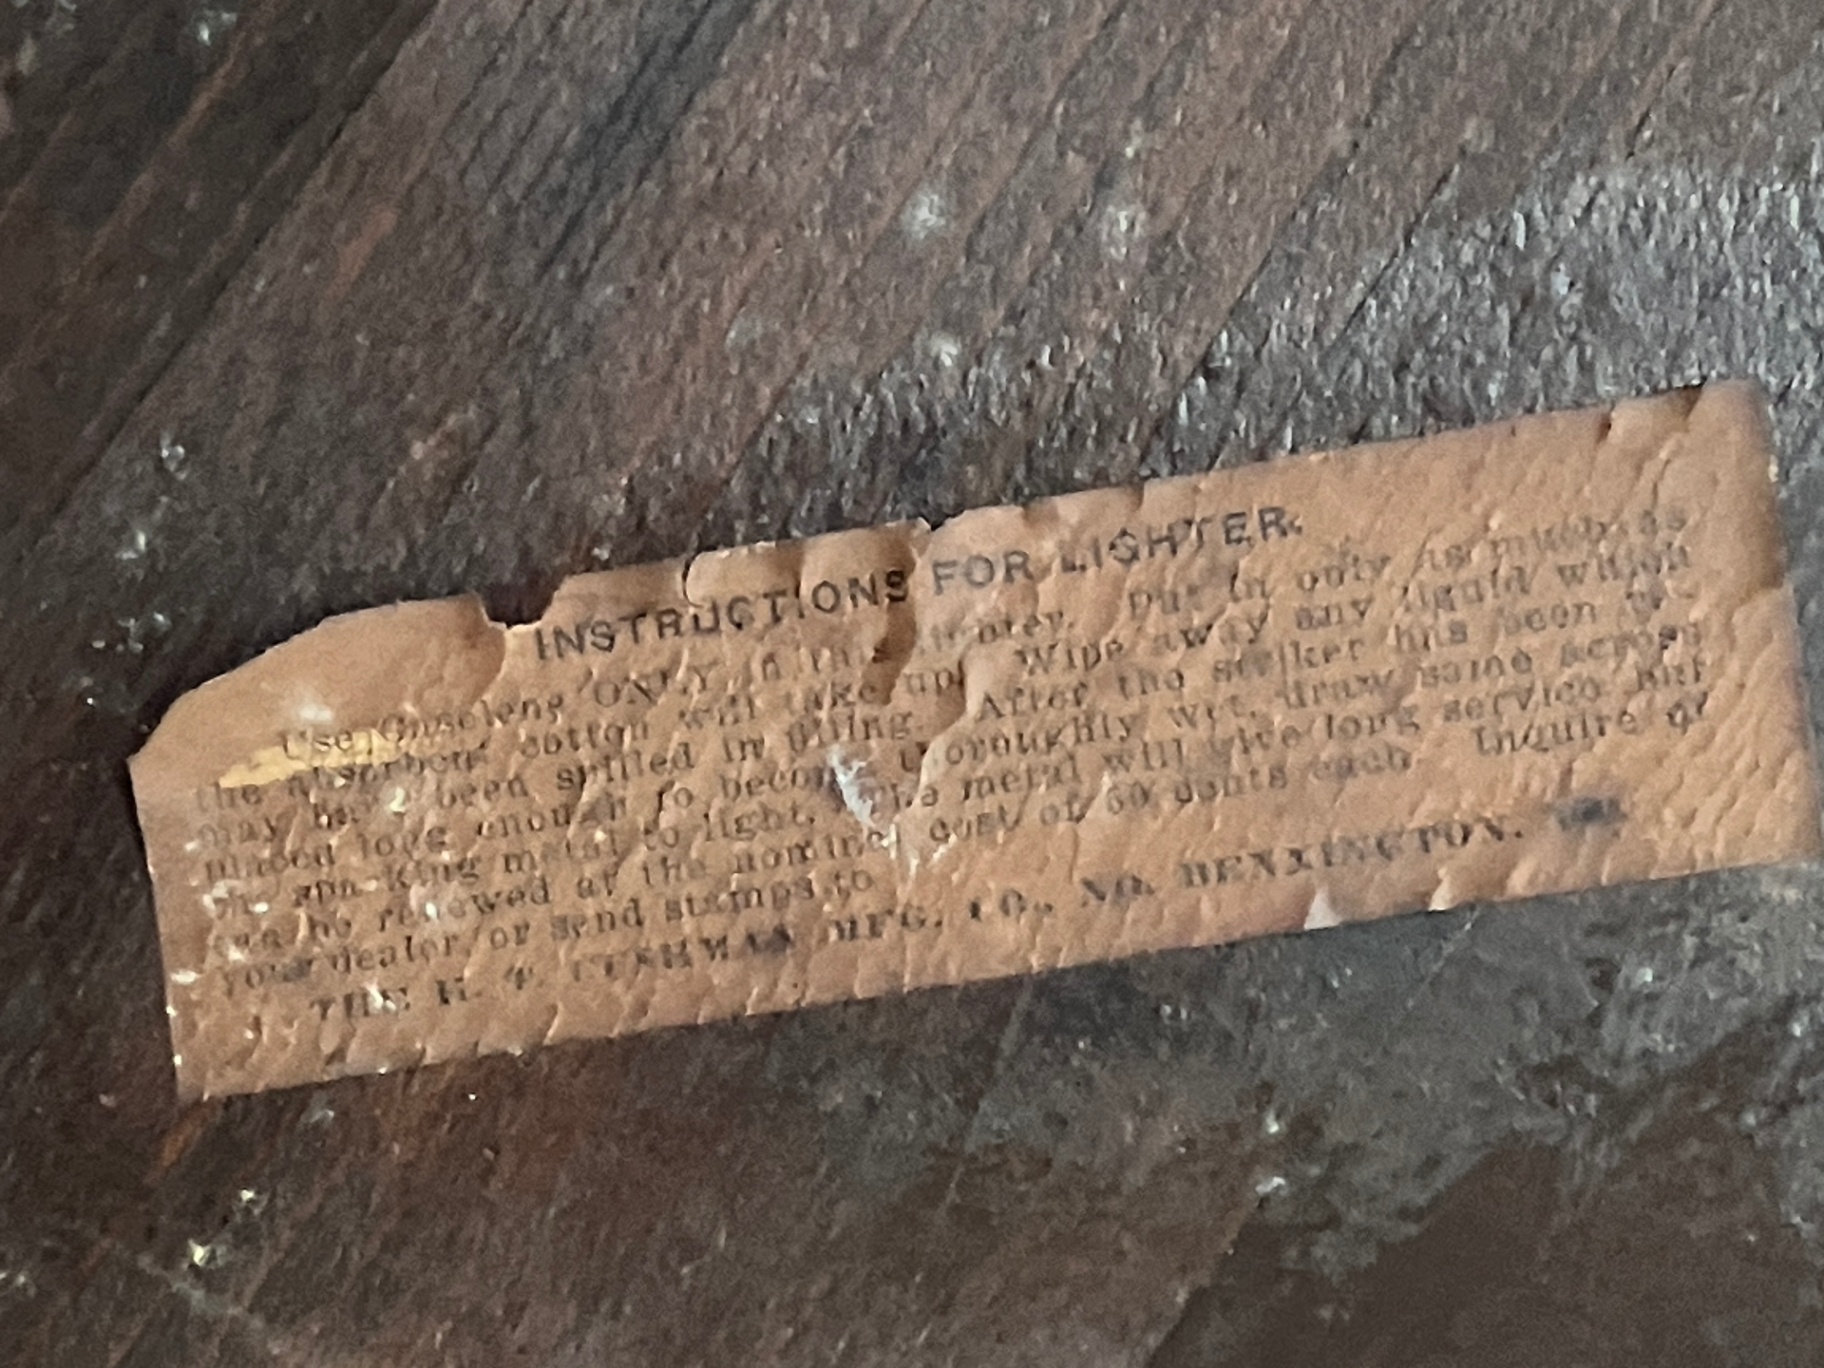 INSTRUCTIONS FOR LIGHTER.
Use Gasolene ONLY in this lighter. Put in only as much as
the absorbent cotton will take up. Wipe away any liquid which
may have been spilled in filling. After the striker has been
placed long enough to become thoroughly wet, draw same across
the sparking metal to light. The metal will give long service but
can be renewed at the nominal cost of 60 cents each. Inquire of
your dealer or send stamps to
THE H. T. CUSHMAN MFG. CO., NO. BENNINGTON,